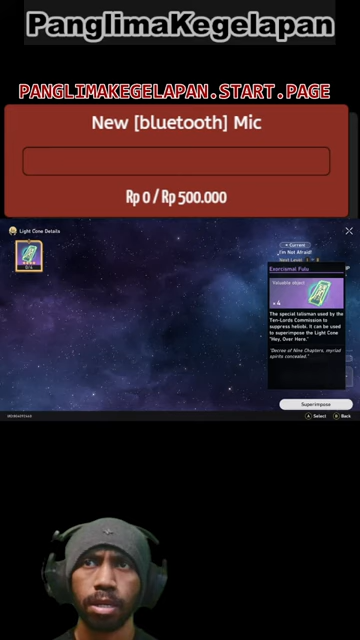 PanglimaKegelapan
PANGLIMAKEGELAPAN.START.PAGE
New [bluetooth] Mic
Rp 0 / Rp 500.000
Light Cone Details
Current
I'm Not Afraid!
Next Level
Exorcismal Fulu
Valuable object
×4
The special talisman used by the
Ten-Lords Commission to
suppress heliobi. It can be used
to superimpose the Light Cone
"Hey, Over Here."
"Decree of Nine Chapters, myriad
spirits concealed."
Superimpose
Select
Back